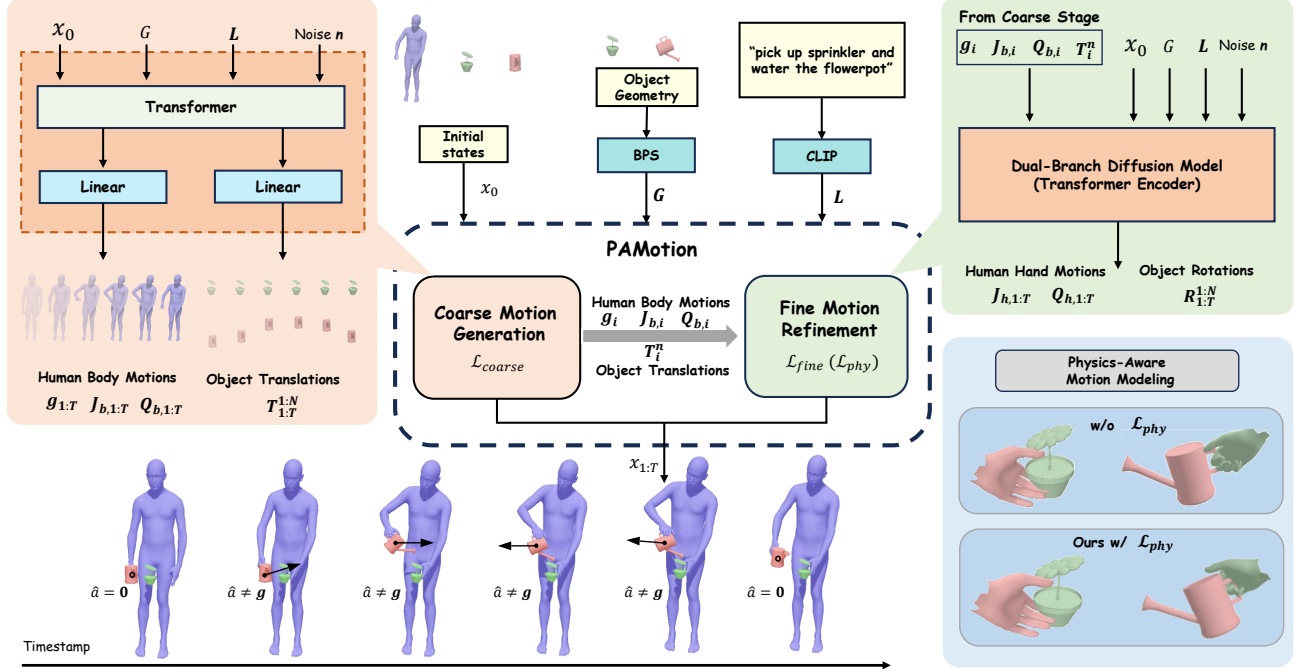 x₀ G L Noise n
Transformer
Linear Linear
Human Body Motions
g₁:T J_b,1:T Q_b,1:T
Object Translations
T^{1:N}_{1:T}
Initial
states
x₀
Object
Geometry
BPS
G
"pick up sprinkler and
water the flowerpot"
CLIP
L
PAMotion
Coarse Motion
Generation
ℒ_coarse
Human Body Motions
g_i J_b,i Q_b,i
T^n_i
Object Translations
Fine Motion
Refinement
ℒ_fine (ℒ_phy)
x₁:T
From Coarse Stage
g_i J_b,i Q_b,i T^n_i
x₀ G L Noise n
Dual-Branch Diffusion Model
(Transformer Encoder)
Human Hand Motions
J_h,1:T Q_h,1:T
Object Rotations
R^{1:N}_{1:T}
Physics-Aware
Motion Modeling
w/o ℒ_phy
Ours w/ ℒ_phy
â = 0 â ≠ g â ≠ g â ≠ g â ≠ g â = 0
Timestamp